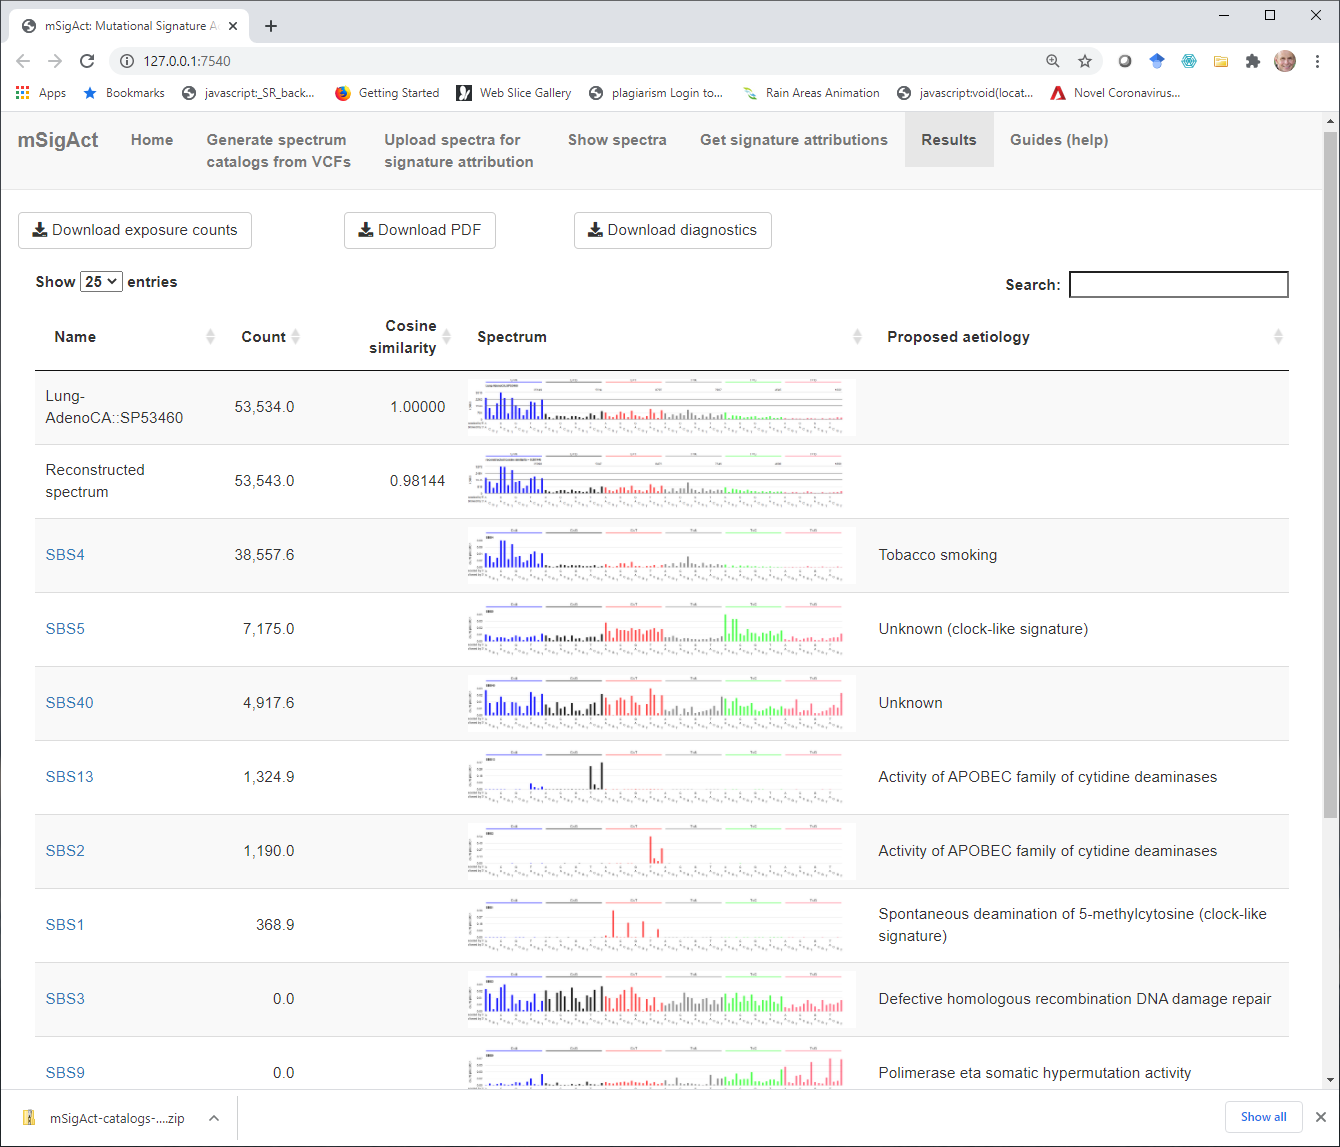 mSigAct: Mutational Signature A
127.0.0.1:7540
Apps
Bookmarks
javascript:_SR_back...
Getting Started
Web Slice Gallery
plagiarism Login to...
Rain Areas Animation
javascript:void(locat...
Novel Coronavirus...
mSigAct
Home
Generate spectrum
catalogs from VCFs
Upload spectra for
signature attribution
Show spectra
Get signature attributions
Results
Guides (help)
Download exposure counts
Download PDF
Download diagnostics
Show 25 entries
Search:
Name
Count
Cosine
similarity
Spectrum
Proposed aetiology
Lung-
AdenoCA::SP53460
53,534.0
1.00000
Reconstructed
spectrum
53,543.0
0.98144
SBS4
38,557.6
Tobacco smoking
SBS5
7,175.0
Unknown (clock-like signature)
SBS40
4,917.6
Unknown
SBS13
1,324.9
Activity of APOBEC family of cytidine deaminases
SBS2
1,190.0
Activity of APOBEC family of cytidine deaminases
SBS1
368.9
Spontaneous deamination of 5-methylcytosine (clock-like
signature)
SBS3
0.0
Defective homologous recombination DNA damage repair
SBS9
0.0
Polimerase eta somatic hypermutation activity
mSigAct-catalogs-....zip
Show all